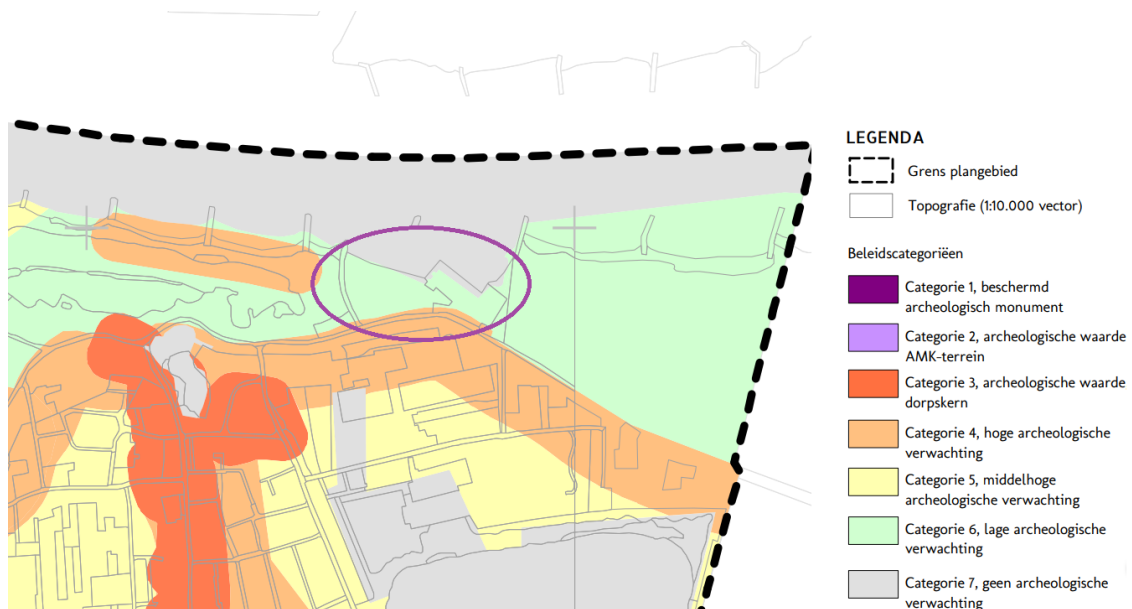 LEGENDA
Grens plangebied
Topografie (1:10.000 vector)
Beleidscategoriëen
Categorie 1, beschermd
archeologisch monument
Categorie 2, archeologische waarde
AMK-terrein
Categorie 3, archeologische waarde
dorpskern
Categorie 4, hoge archeologische
verwachting
Categorie 5, middelhoge
archeologische verwachting
Categorie 6, lage archeologische
verwachting
Categorie 7, geen archeologische
verwachting